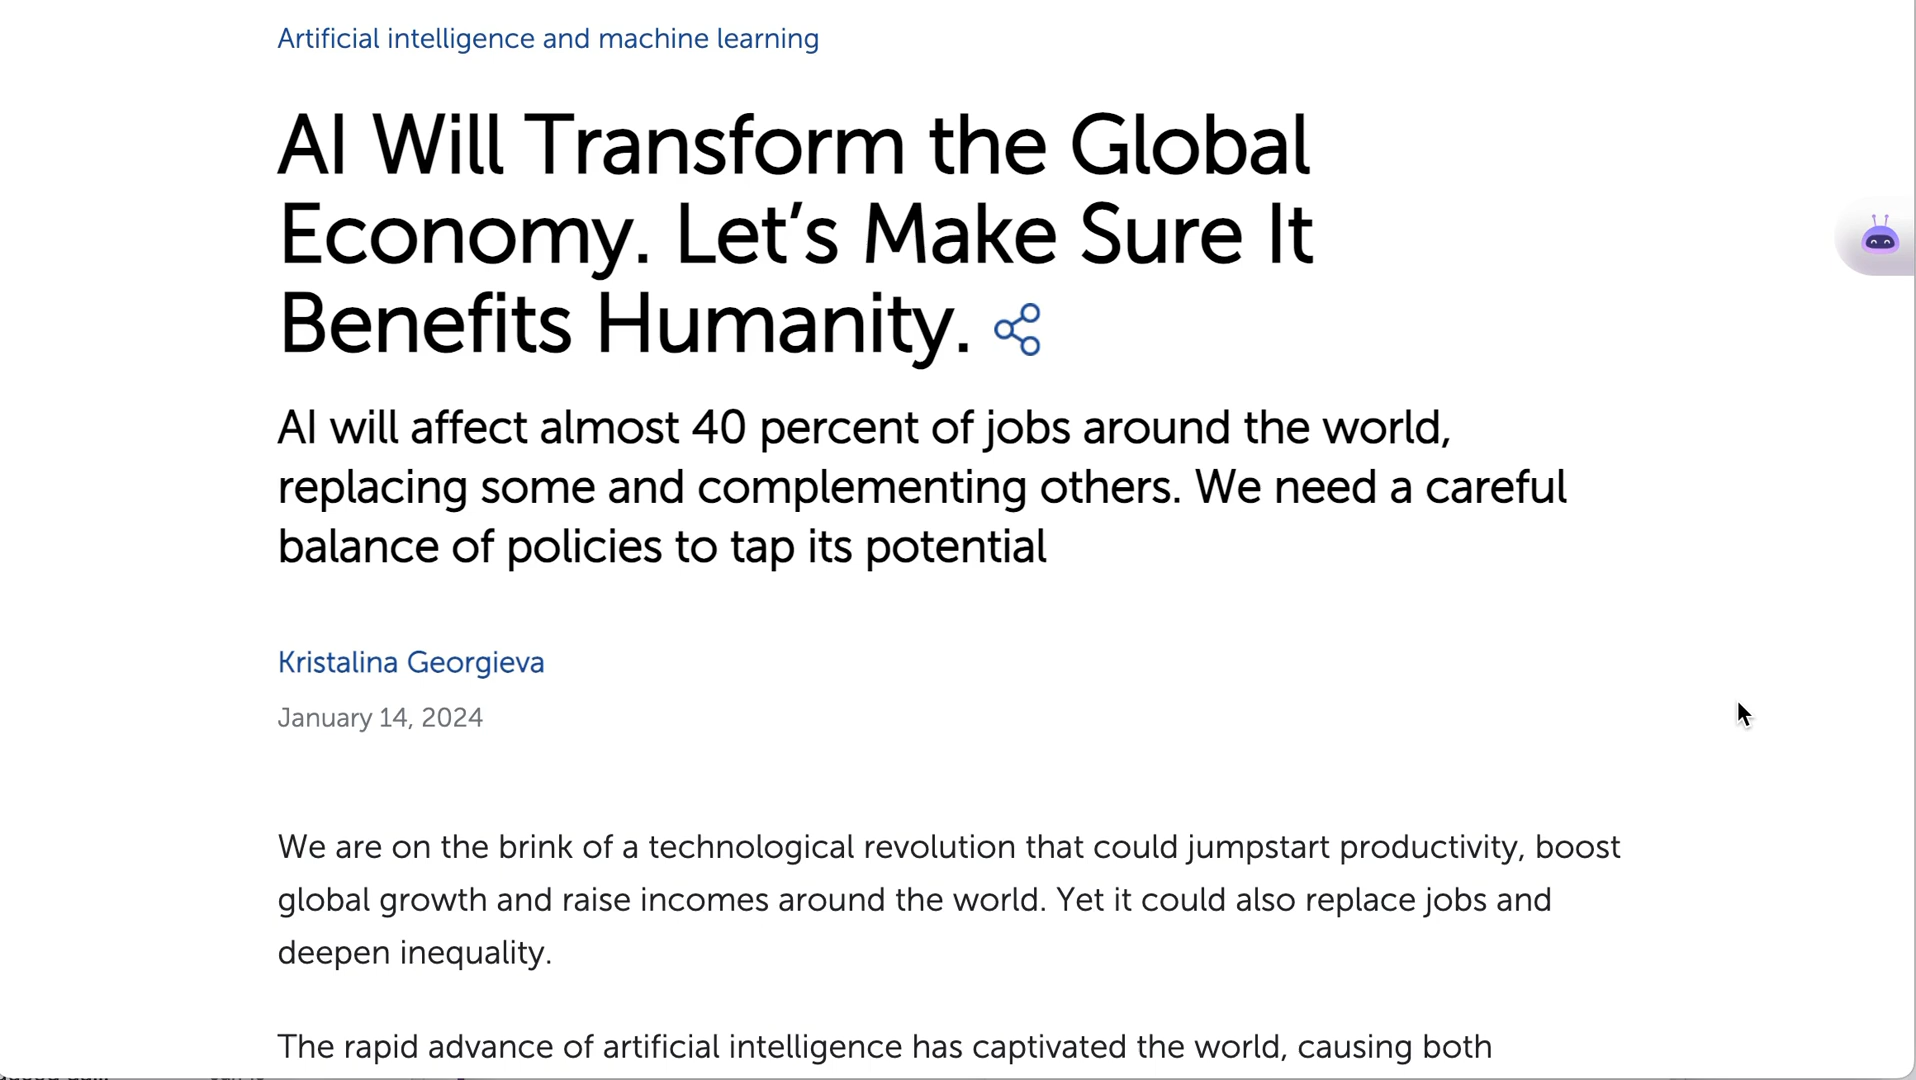 Artificial intelligence and machine learning
AI Will Transform the Global
Economy. Let’s Make Sure It
Benefits Humanity.
AI will affect almost 40 percent of jobs around the world,
replacing some and complementing others. We need a careful
balance of policies to tap its potential
Kristalina Georgieva
January 14, 2024
We are on the brink of a technological revolution that could jumpstart productivity, boost
global growth and raise incomes around the world. Yet it could also replace jobs and
deepen inequality.
The rapid advance of artificial intelligence has captivated the world, causing both